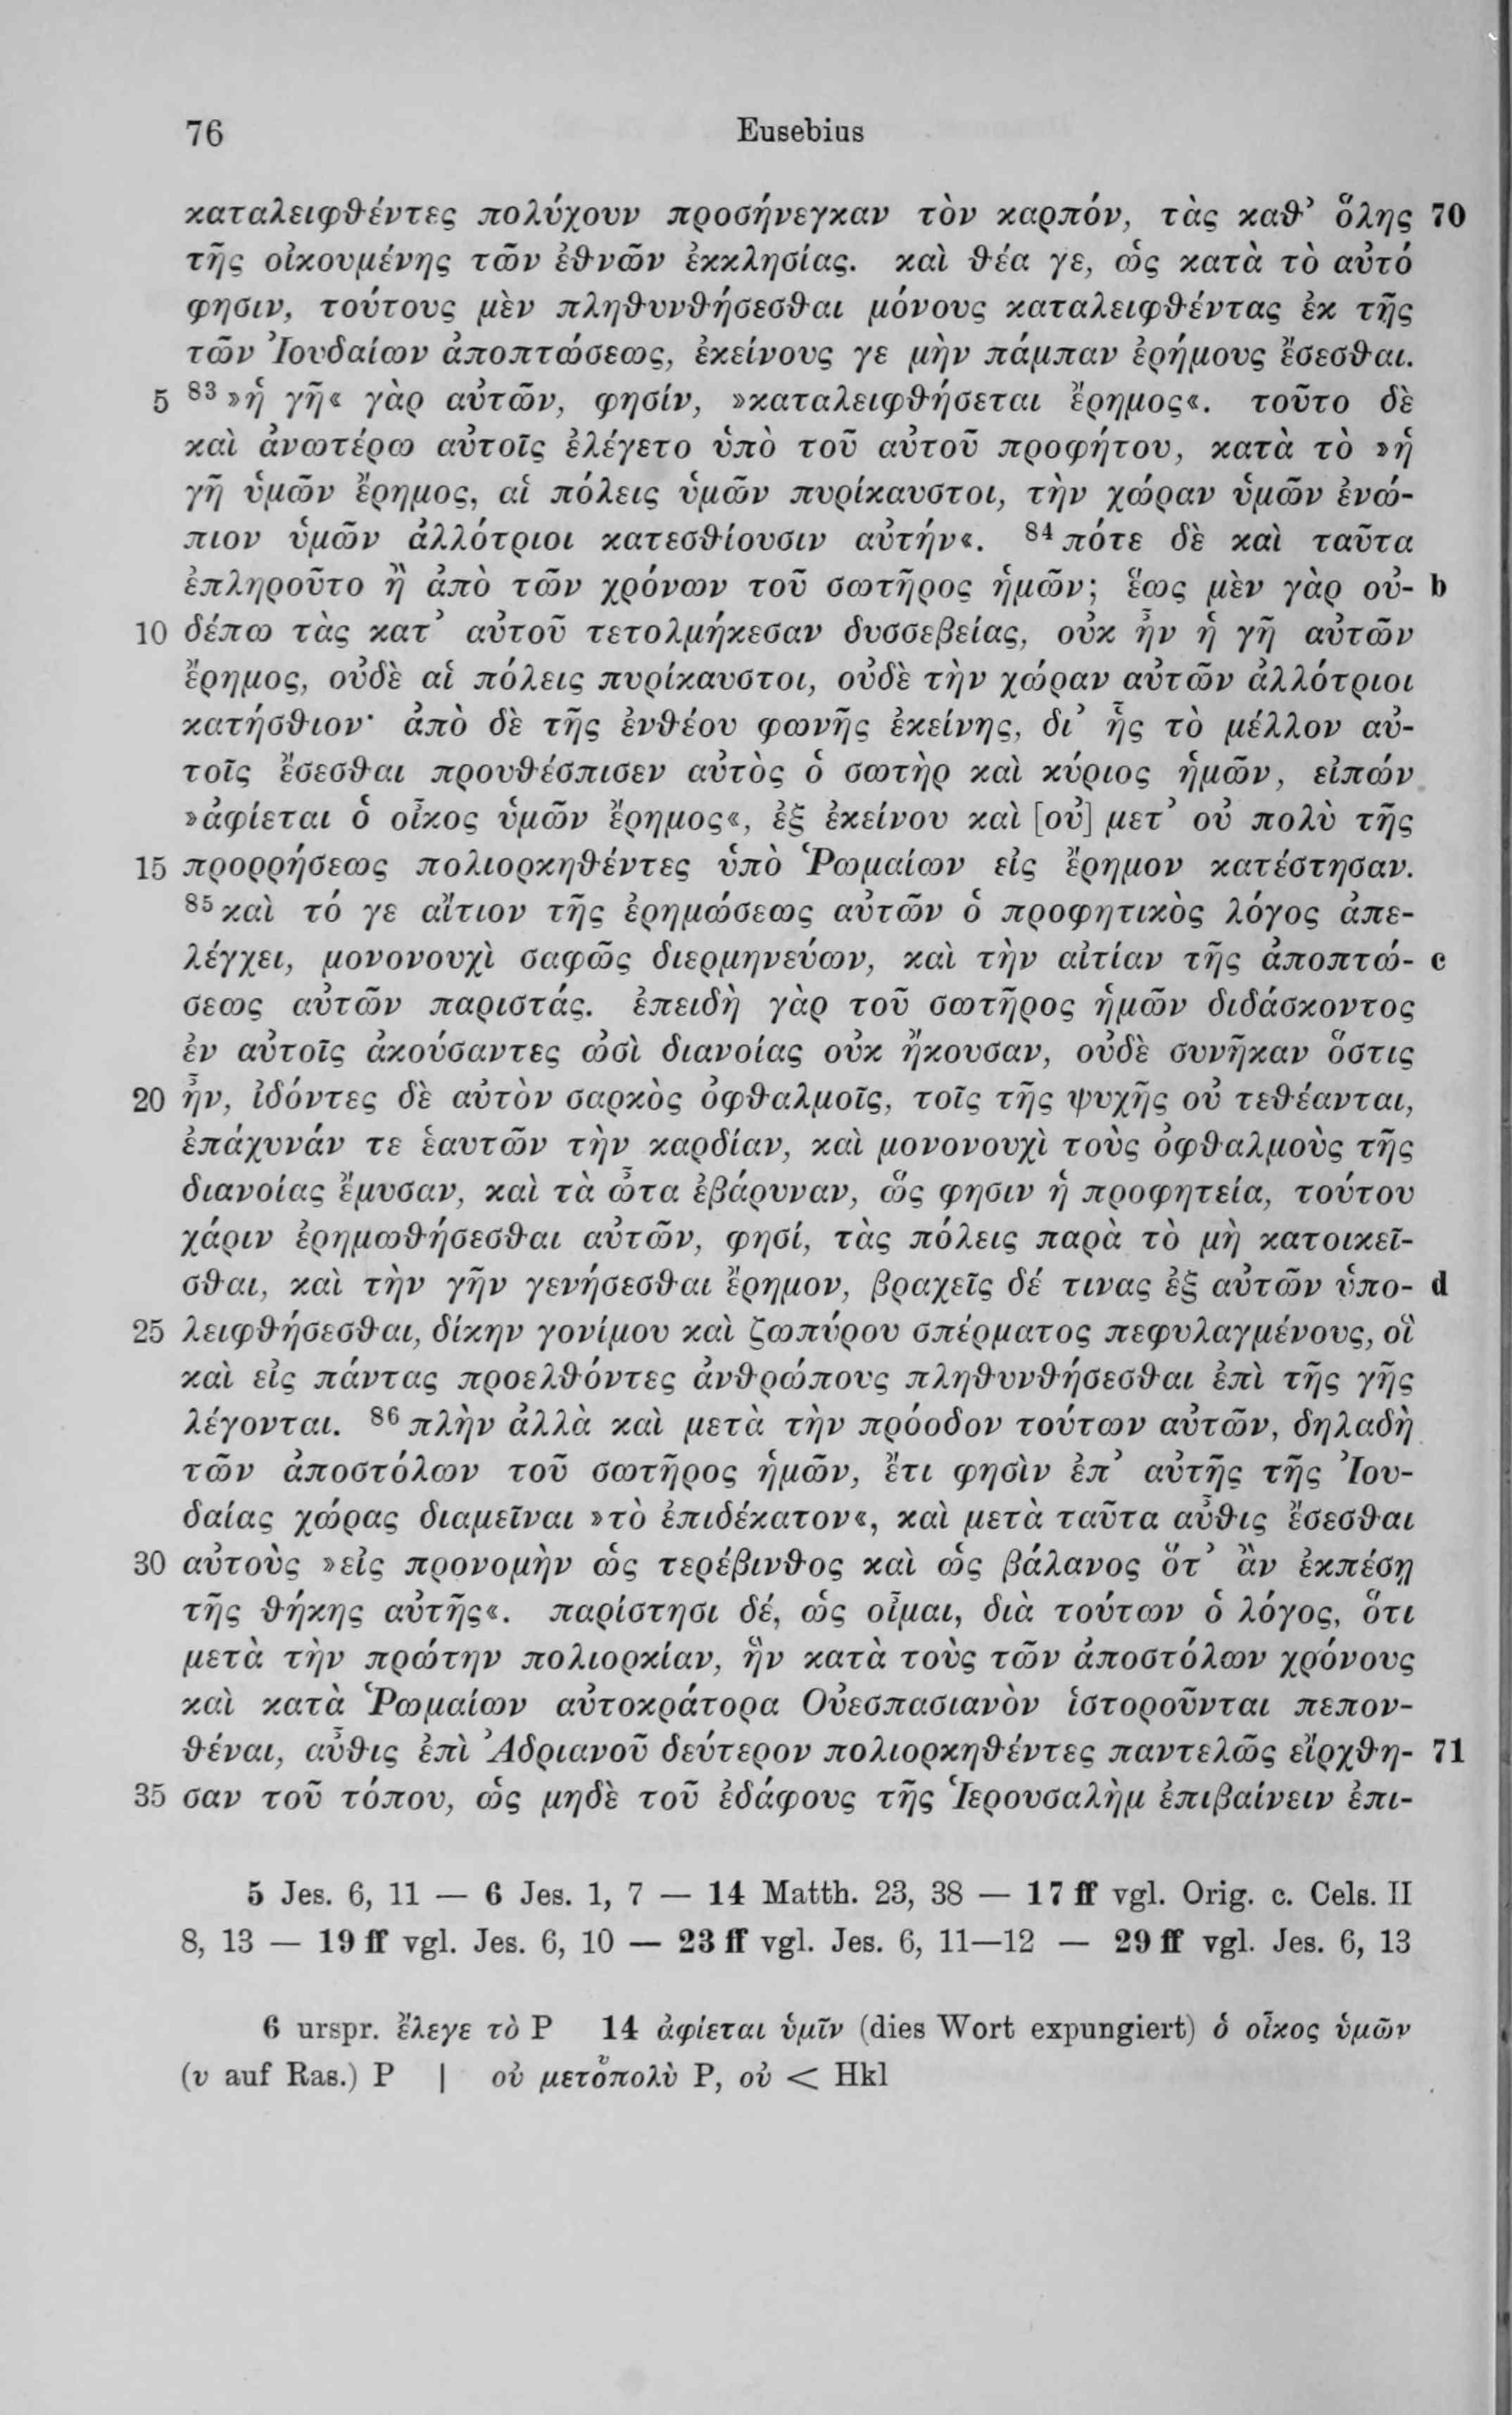 76 Eusebius
καταλειφθέντες πολύχουν προσήνεγκαν τὸν καρπόν, τὰς καθ’ ὅλης 70
τῆς οἰκουμένης τῶν ἐθνῶν ἐκκλησίας. καὶ θέα γε, ὡς κατὰ τὸ αὐτό
φησιν, τούτους μὲν πληθυνθήσεσθαι μόνους καταλειφθέντας ἐκ τῆς
τῶν Ἰουδαίων ἀποπτώσεως, ἐκείνους γε μὴν πάμπαν ἐρήμους ἔσεσθαι.
5 83 »ἡ γῆ« γὰρ αὐτῶν, φησίν, »καταλειφθήσεται ἔρημος«. τοῦτο δὲ
καὶ ἀνωτέρω αὐτοῖς ἐλέγετο ὑπὸ τοῦ αὐτοῦ προφήτου, κατὰ τὸ »ἡ
γῆ ὑμῶν ἔρημος, αἱ πόλεις ὑμῶν πυρίκαυστοι, τὴν χώραν ὑμῶν ἐνώ-
πιον ὑμῶν ἀλλότριοι κατεσθίουσιν αὐτήν«. 84 πότε δὲ καὶ ταῦτα
ἐπληροῦτο ἢ ἀπὸ τῶν χρόνων τοῦ σωτῆρος ἡμῶν; ἕως μὲν γὰρ οὐ- b
10 δέπω τὰς κατ’ αὐτοῦ τετολμήκεσαν δυσσεβείας, οὐκ ἦν ἡ γῆ αὐτῶν
ἔρημος, οὐδὲ αἱ πόλεις πυρίκαυστοι, οὐδὲ τὴν χώραν αὐτῶν ἀλλότριοι
κατήσθιον· ἀπὸ δὲ τῆς ἐνθέου φωνῆς ἐκείνης, δι’ ἧς τὸ μέλλον αὐ-
τοῖς ἔσεσθαι προυθέσπισεν αὐτὸς ὁ σωτὴρ καὶ κύριος ἡμῶν, εἰπών
»ἀφίεται ὁ οἶκος ὑμῶν ἔρημος«, ἐξ ἐκείνου καὶ [οὐ] μετ’ οὐ πολὺ τῆς
15 προρρήσεως πολιορκηθέντες ὑπὸ Ῥωμαίων εἰς ἔρημον κατέστησαν.
85 καὶ τό γε αἴτιον τῆς ἐρημώσεως αὐτῶν ὁ προφητικὸς λόγος ἀπε-
λέγχει, μονονουχὶ σαφῶς διερμηνεύων, καὶ τὴν αἰτίαν τῆς ἀποπτώ- c
σεως αὐτῶν παριστάς. ἐπειδὴ γὰρ τοῦ σωτῆρος ἡμῶν διδάσκοντος
ἐν αὐτοῖς ἀκούσαντες ὠσὶ διανοίας οὐκ ἤκουσαν, οὐδὲ συνῆκαν ὅστις
20 ἦν, ἰδόντες δὲ αὐτὸν σαρκὸς ὀφθαλμοῖς, τοῖς τῆς ψυχῆς οὐ τεθέανται,
ἐπάχυνάν τε ἑαυτῶν τὴν καρδίαν, καὶ μονονουχὶ τοὺς ὀφθαλμοὺς τῆς
διανοίας ἔμυσαν, καὶ τὰ ὦτα ἐβάρυναν, ὥς φησιν ἡ προφητεία, τούτου
χάριν ἐρημωθήσεσθαι αὐτῶν, φησί, τὰς πόλεις παρὰ τὸ μὴ κατοικεῖ-
σθαι, καὶ τὴν γῆν γενήσεσθαι ἔρημον, βραχεῖς δέ τινας ἐξ αὐτῶν ὑπο- d
25 λειφθήσεσθαι, δίκην γονίμου καὶ ζωπύρου σπέρματος πεφυλαγμένους, οἳ
καὶ εἰς πάντας προελθόντες ἀνθρώπους πληθυνθήσεσθαι ἐπὶ τῆς γῆς
λέγονται. 86 πλὴν ἀλλὰ καὶ μετὰ τὴν πρόοδον τούτων αὐτῶν, δηλαδὴ
τῶν ἀποστόλων τοῦ σωτῆρος ἡμῶν, ἔτι φησὶν ἐπ’ αὐτῆς τῆς Ἰου-
δαίας χώρας διαμεῖναι »τὸ ἐπιδέκατον«, καὶ μετὰ ταῦτα αὖθις ἔσεσθαι
30 αὐτοὺς »εἰς προνομὴν ὡς τερέβινθος καὶ ὡς βάλανος ὅτ’ ἂν ἐκπέσῃ
τῆς θήκης αὐτῆς«. παρίστησι δέ, ὡς οἶμαι, διὰ τούτων ὁ λόγος, ὅτι
μετὰ τὴν πρώτην πολιορκίαν, ἣν κατὰ τοὺς τῶν ἀποστόλων χρόνους
καὶ κατὰ Ῥωμαίων αὐτοκράτορα Οὐεσπασιανὸν ἱστοροῦνται πεπον-
θέναι, αὖθις ἐπὶ Ἀδριανοῦ δεύτερον πολιορκηθέντες παντελῶς εἴρχθη- 71
35 σαν τοῦ τόπου, ὡς μηδὲ τοῦ ἐδάφους τῆς Ἱερουσαλὴμ ἐπιβαίνειν ἐπι-
5 Jes. 6, 11 — 6 Jes. 1, 7 — 14 Matth. 23, 38 — 17 ff vgl. Orig. c. Cels. II
8, 13 — 19 ff vgl. Jes. 6, 10 — 23 ff vgl. Jes. 6, 11—12 — 29 ff vgl. Jes. 6, 13
6 urspr. ἔλεγε τὸ P 14 ἀφίεται ὑμῖν (dies Wort expungiert) ὁ οἶκος ὑμῶν
(υ auf Ras.) P | οὐ μετὸπολὺ P, οὐ < Hkl